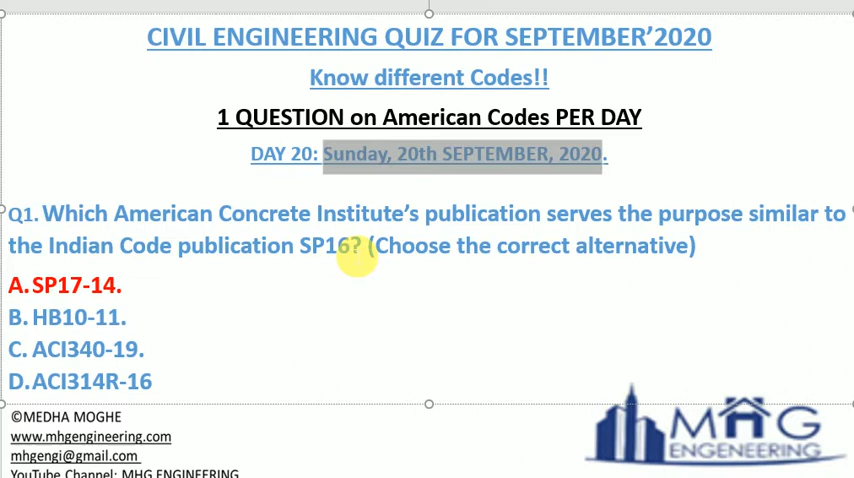 CIVIL ENGINEERING QUIZ FOR SEPTEMBER’2020
Know different Codes!!
1 QUESTION on American Codes PER DAY
DAY 20: Sunday, 20th SEPTEMBER, 2020.
Q1. Which American Concrete Institute’s publication serves the purpose similar to
the Indian Code publication SP16? (Choose the correct alternative)
A. SP17-14.
B. HB10-11.
C. ACI340-19.
D. ACI314R-16
©MEDHA MOGHE
www.mhgengineering.com
mhgengi@gmail.com
YouTube Channel: MHG ENGINEERING
MHG
ENGENEERING